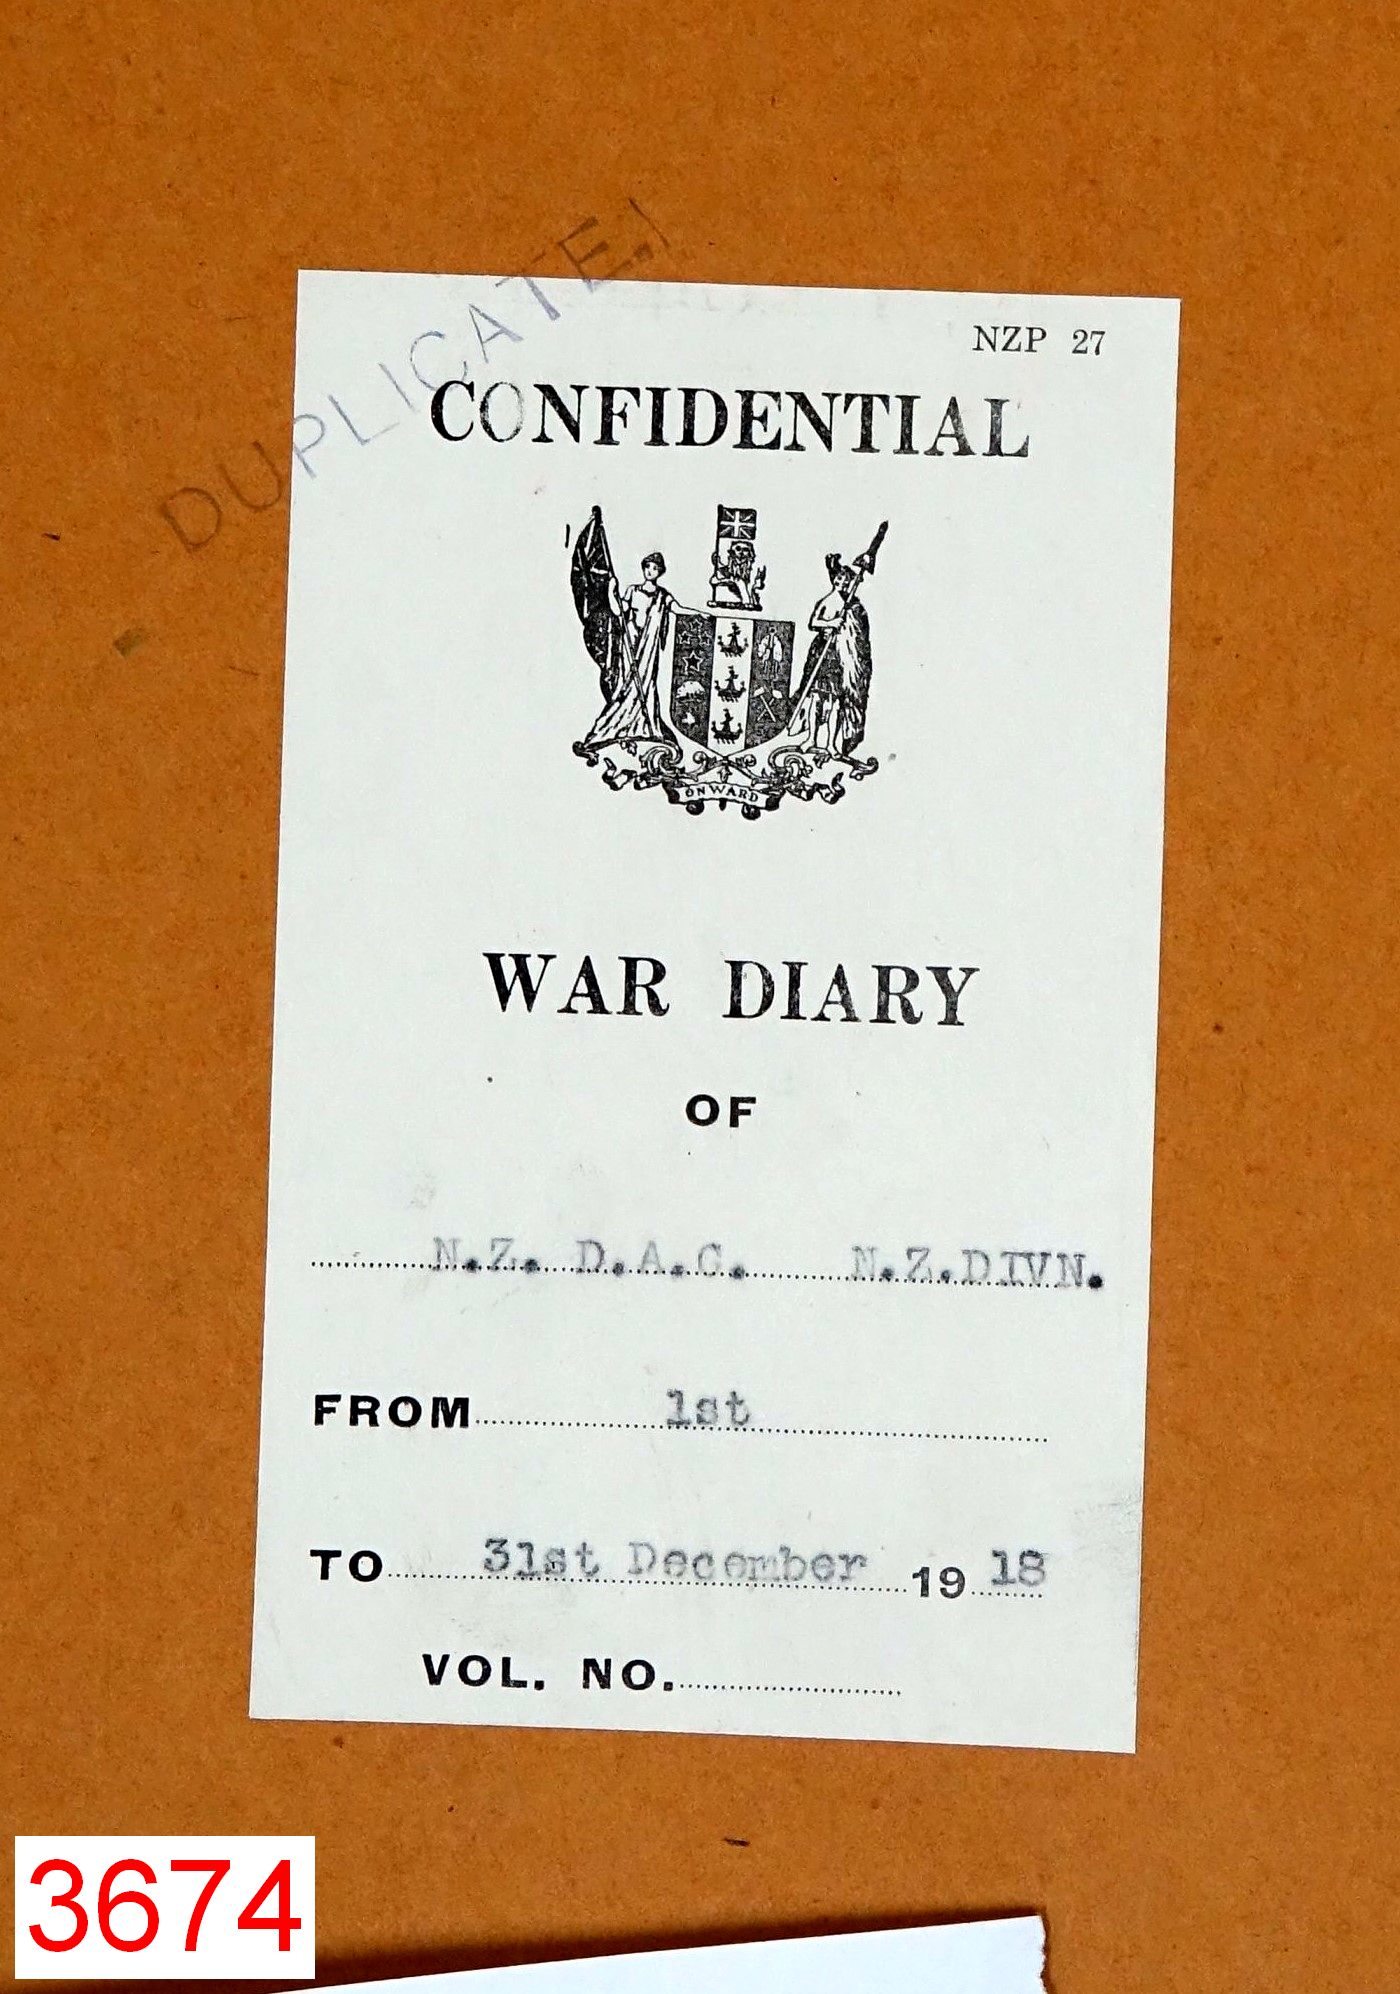 DUPLICATE.
NZP 27
CONFIDENTIAL
ONWARD
WAR DIARY
OF
N.Z. D.A.C. N.Z.DIVN.
FROM 1st
TO 31st December 1918
VOL. NO.
3674